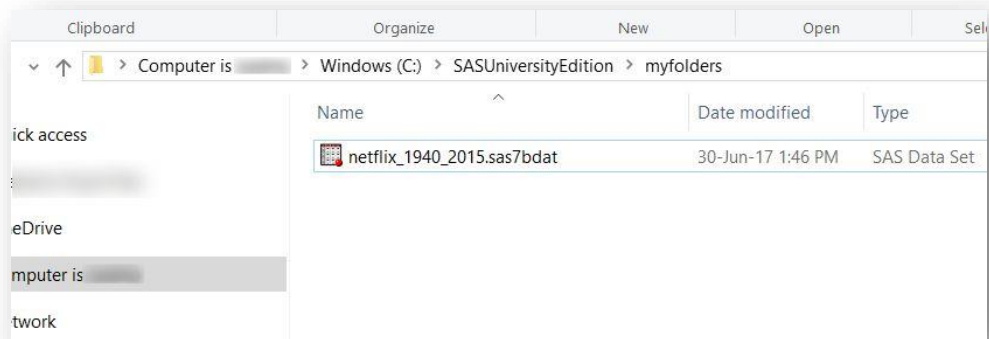 Clipboard Organize New Open Sel
Computer is > Windows (C:) > SASUniversityEdition > myfolders
Name Date modified Type
ick access
netflix_1940_2015.sas7bdat 30-Jun-17 1:46 PM SAS Data Set
eDrive
mputer is
twork